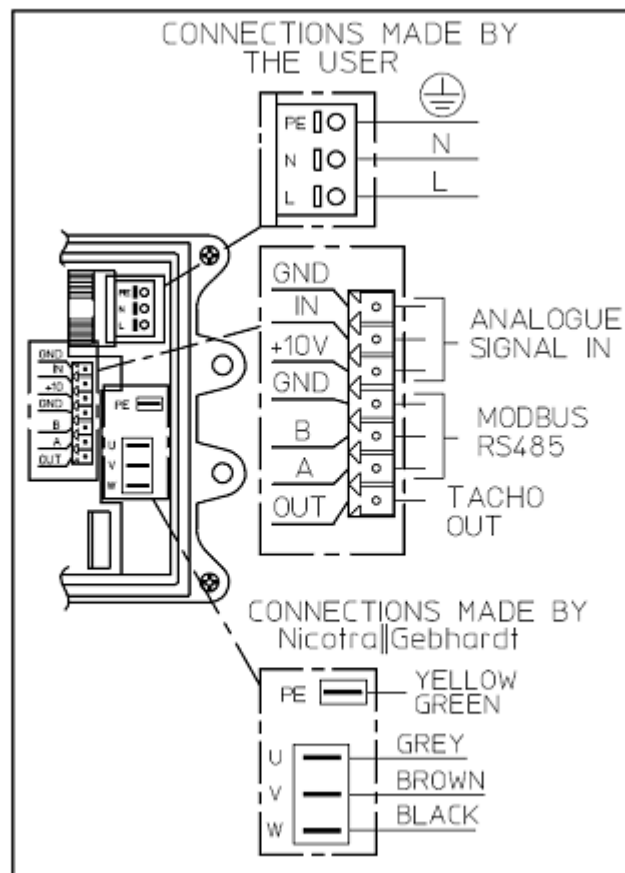 CONNECTIONS MADE BY
THE USER
PE
N
L
N
L
PE
N
L
GND
IN
+10
GND
B
A
OUT
PE
U
V
W
GND
IN
+10V
GND
B
A
OUT
ANALOGUE
SIGNAL IN
MODBUS
RS485
TACHO
OUT
CONNECTIONS MADE BY
Nicotra||Gebhardt
PE
YELLOW
GREEN
U
GREY
V
BROWN
W
BLACK